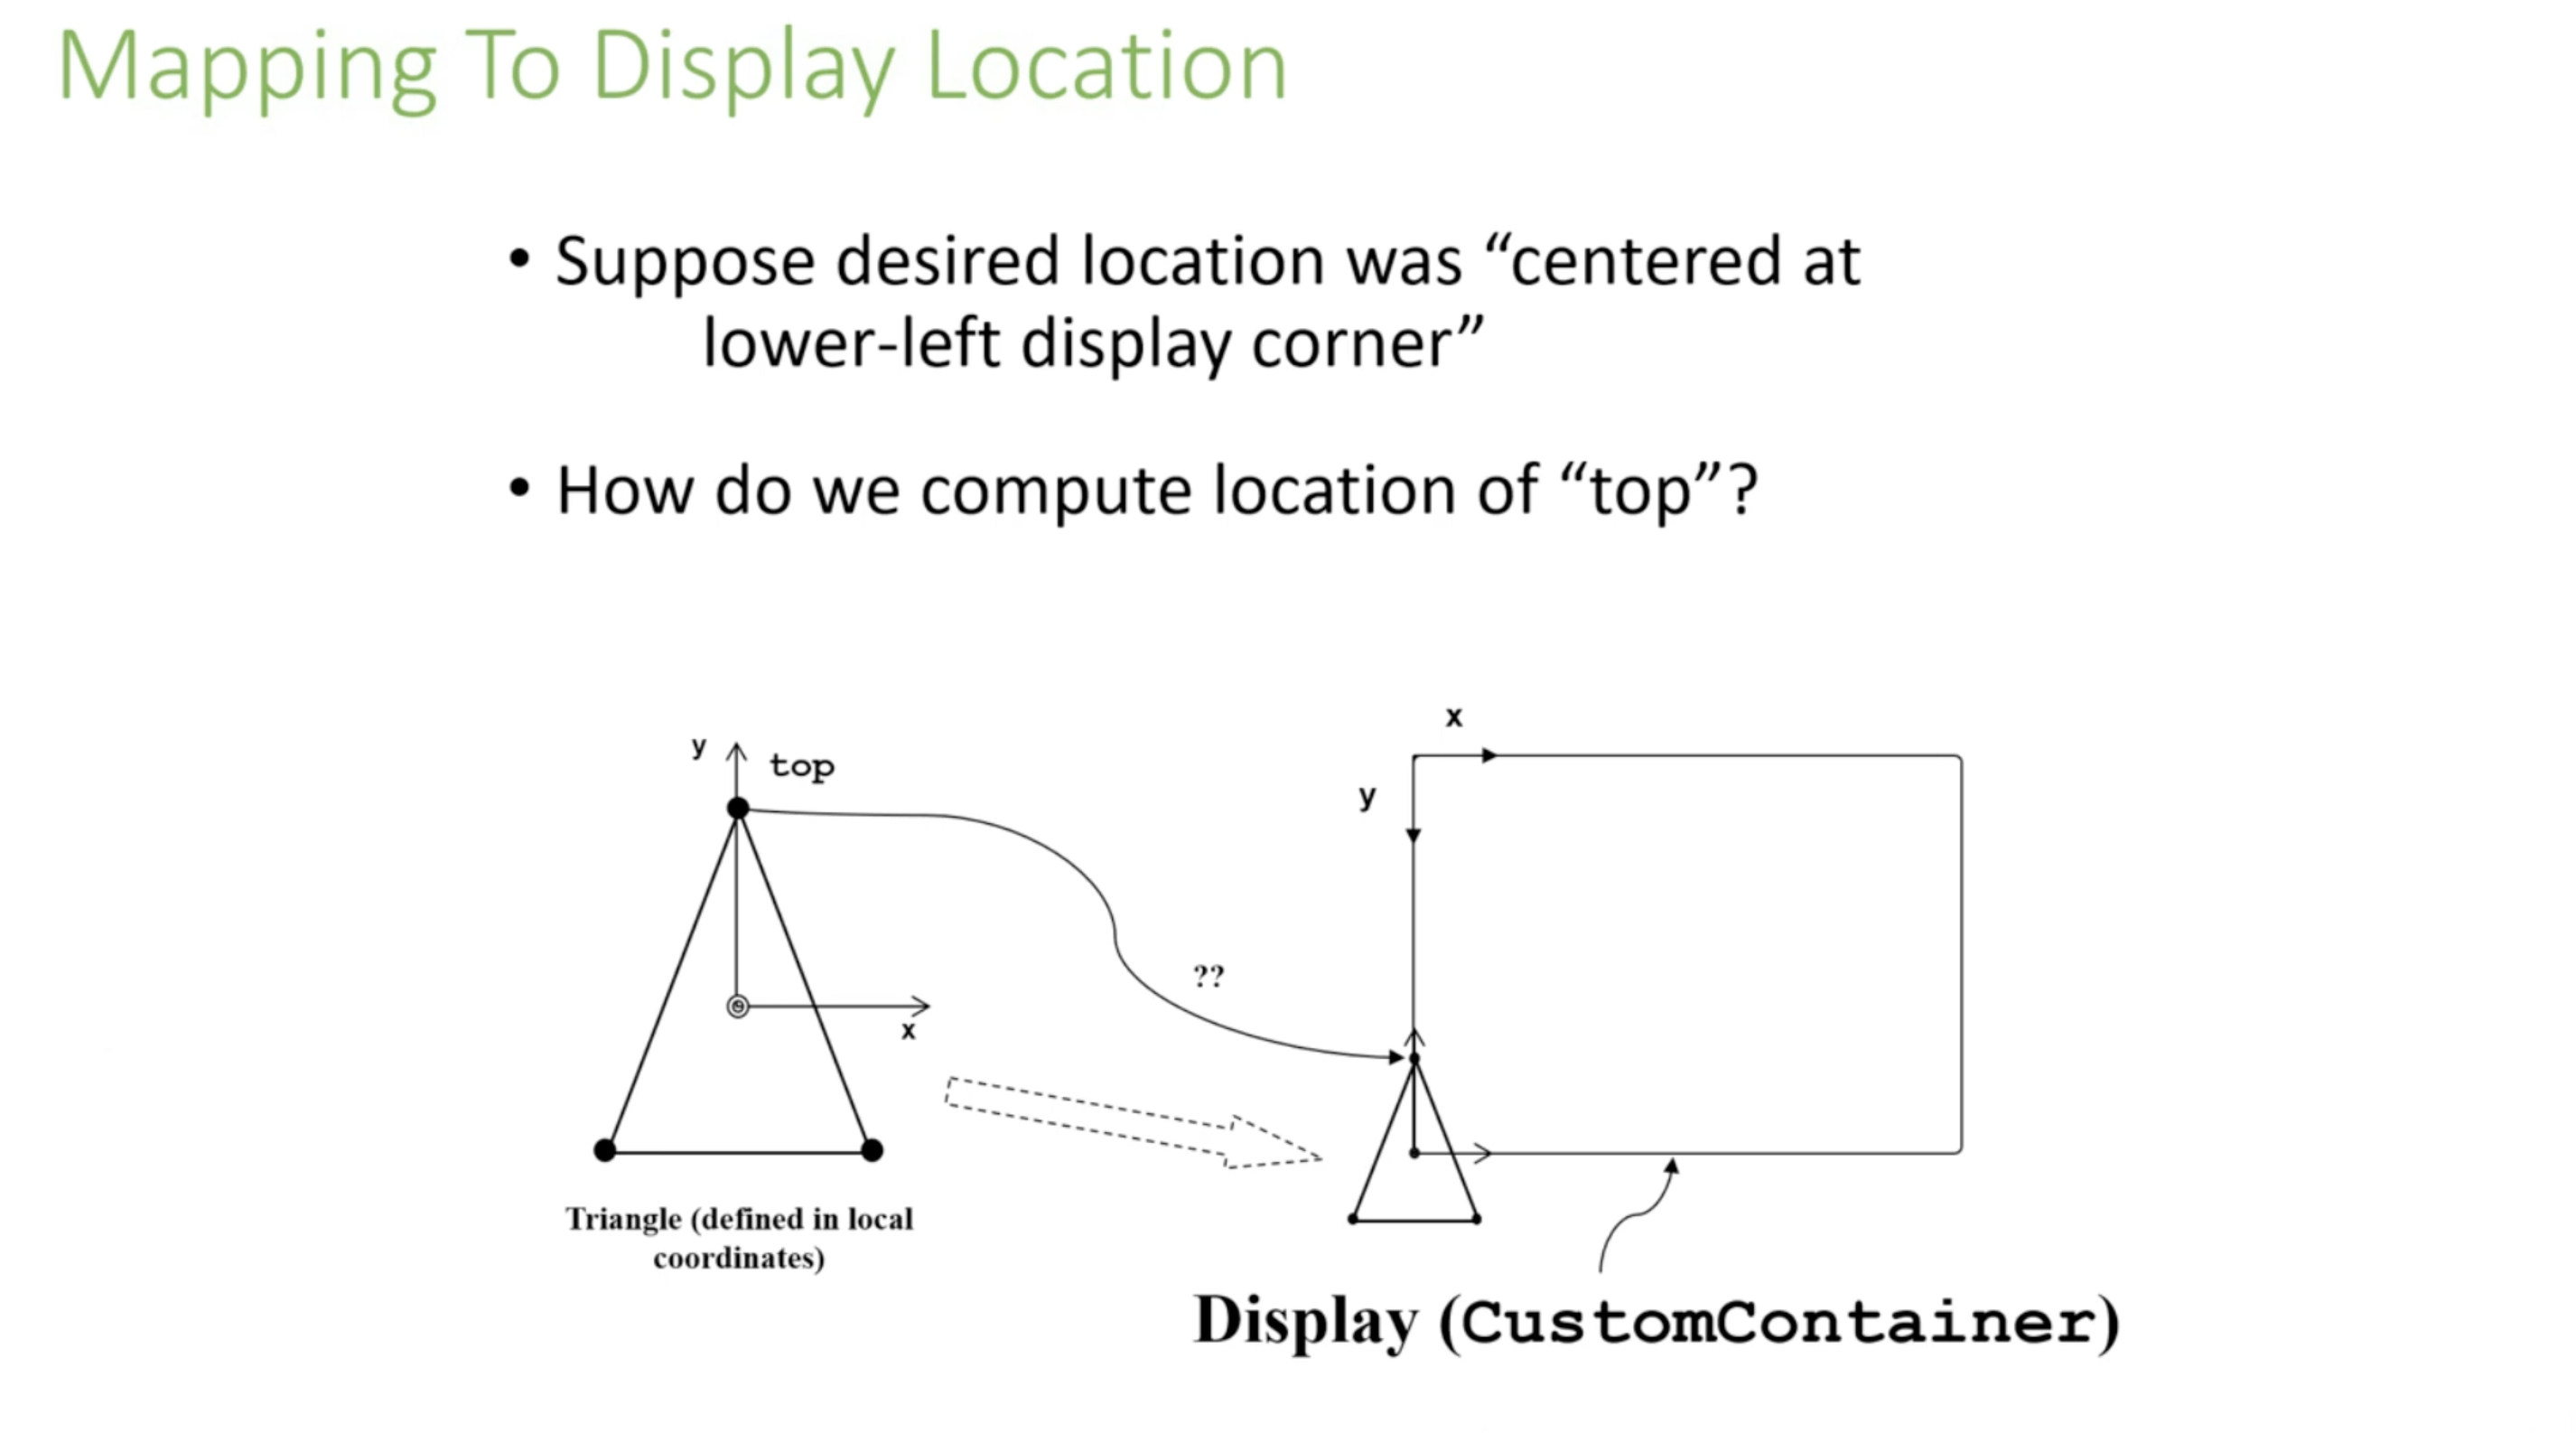 Mapping To Display Location
• Suppose desired location was “centered at
lower-left display corner”
• How do we compute location of “top”?
y
top
x
Triangle (defined in local
coordinates)
??
x
y
Display (CustomContainer)